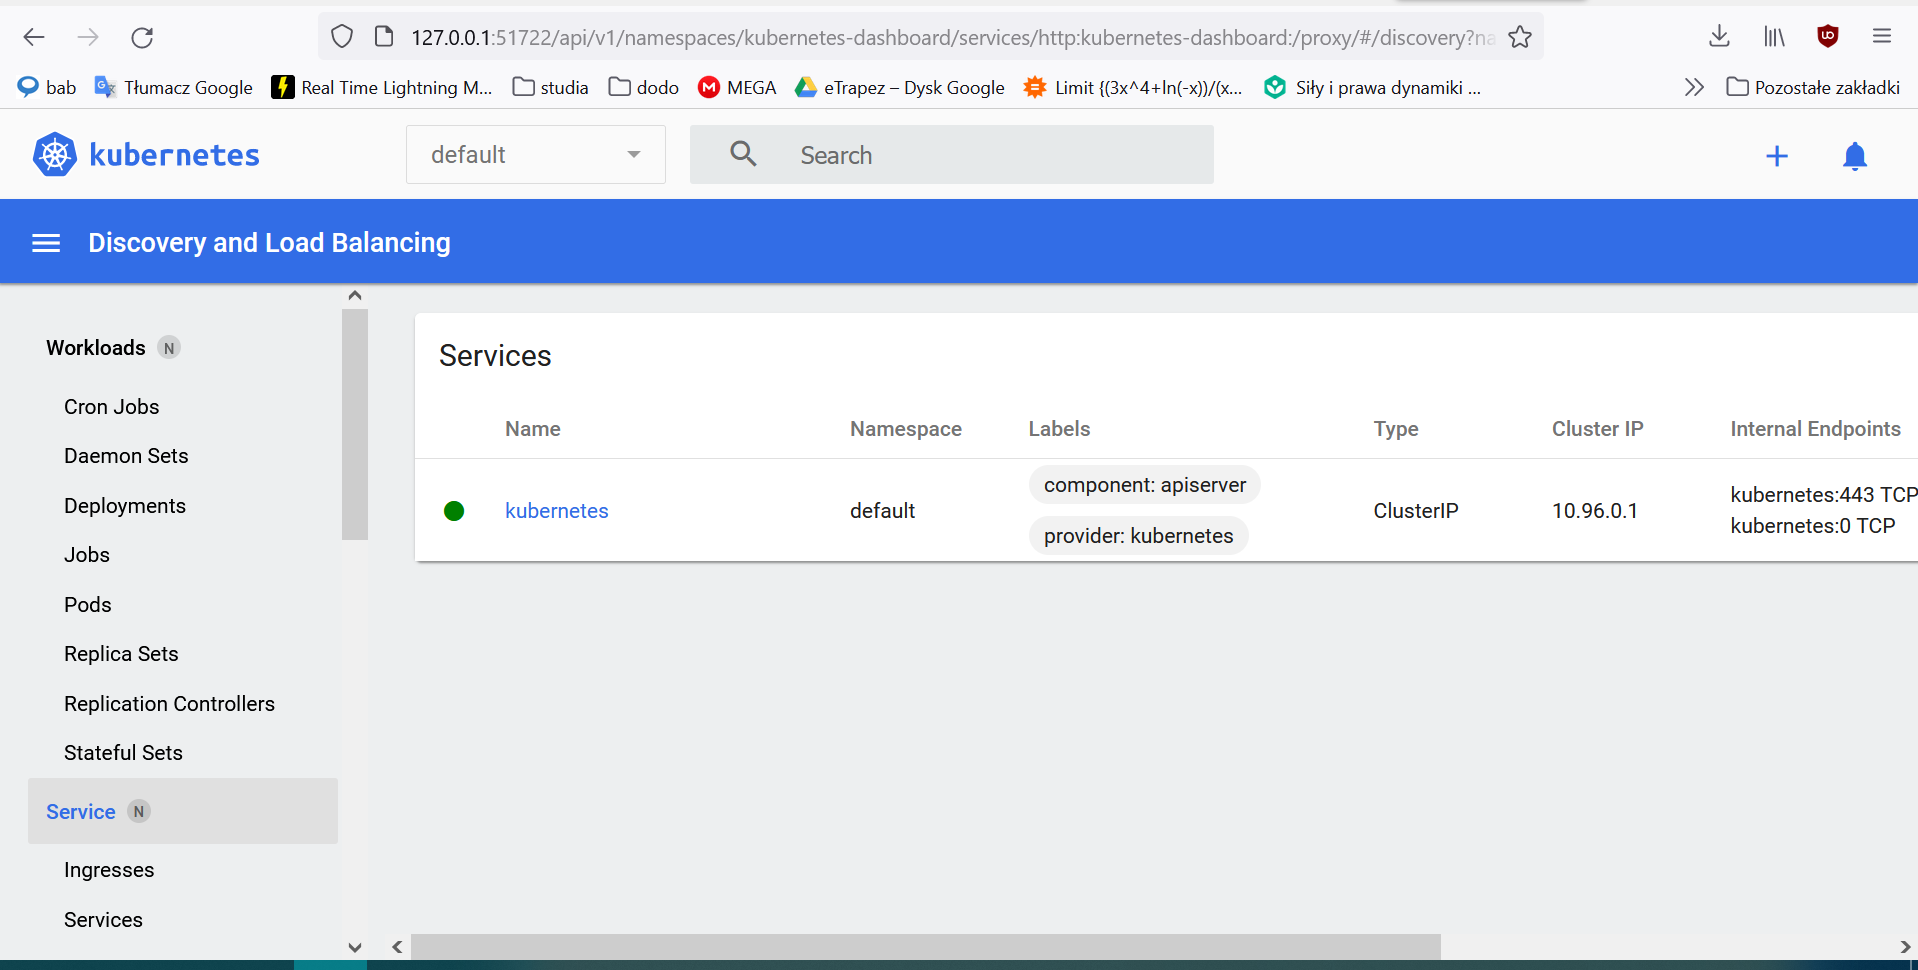 127.0.0.1:51722/api/v1/namespaces/kubernetes-dashboard/services/http:kubernetes-dashboard:/proxy/#/discovery?na
bab Tłumacz Google Real Time Lightning M... studia dodo MEGA eTrapez – Dysk Google Limit {(3x^4+ln(-x))/(x... Siły i prawa dynamiki ... Pozostałe zakładki
kubernetes default Search
Discovery and Load Balancing
Workloads N
Cron Jobs
Daemon Sets
Deployments
Jobs
Pods
Replica Sets
Replication Controllers
Stateful Sets
Service N
Ingresses
Services
Services
Name Namespace Labels Type Cluster IP Internal Endpoints
kubernetes default component: apiserver provider: kubernetes ClusterIP 10.96.0.1 kubernetes:443 TCP
kubernetes:0 TCP